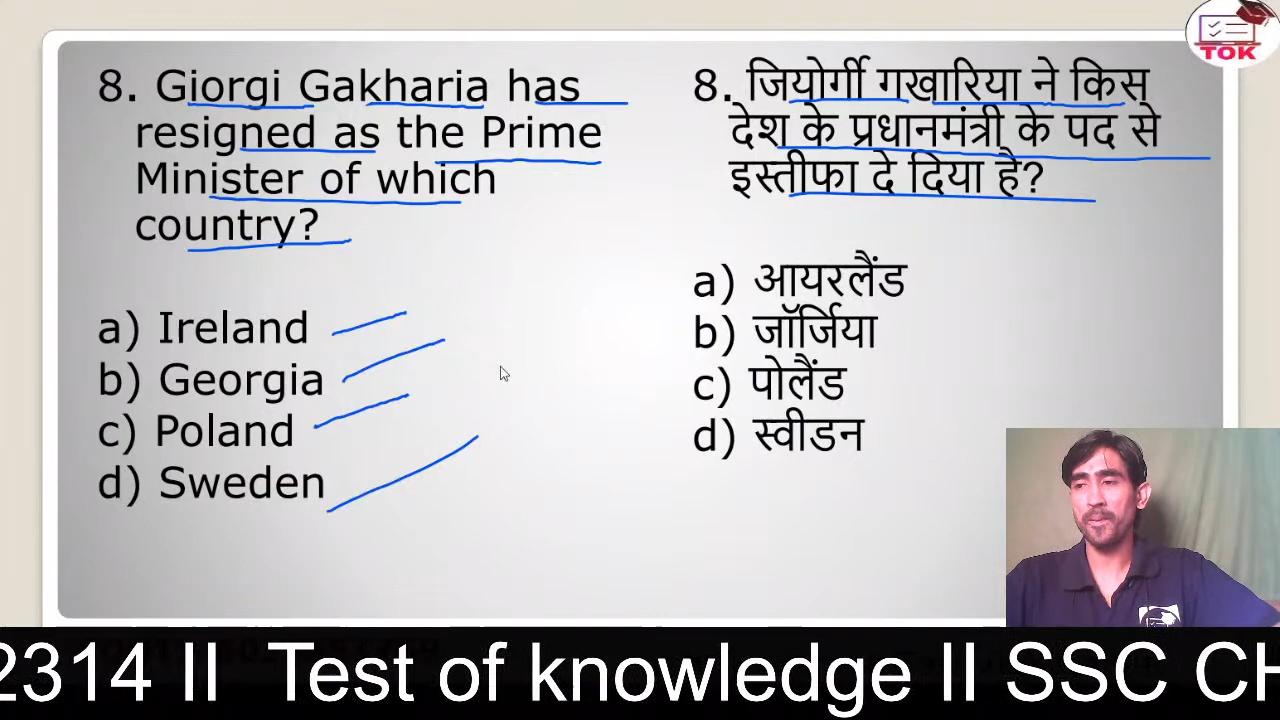 TOK
8. Giorgi Gakharia has
resigned as the Prime
Minister of which
country?
a) Ireland
b) Georgia
c) Poland
d) Sweden
8. जियोर्गी गखारिया ने किस
देश के प्रधानमंत्री के पद से
इस्तीफा दे दिया है?
a) आयरलैंड
b) जॉर्जिया
c) पोलैंड
d) स्वीडन
2314 II Test of knowledge II SSC CH